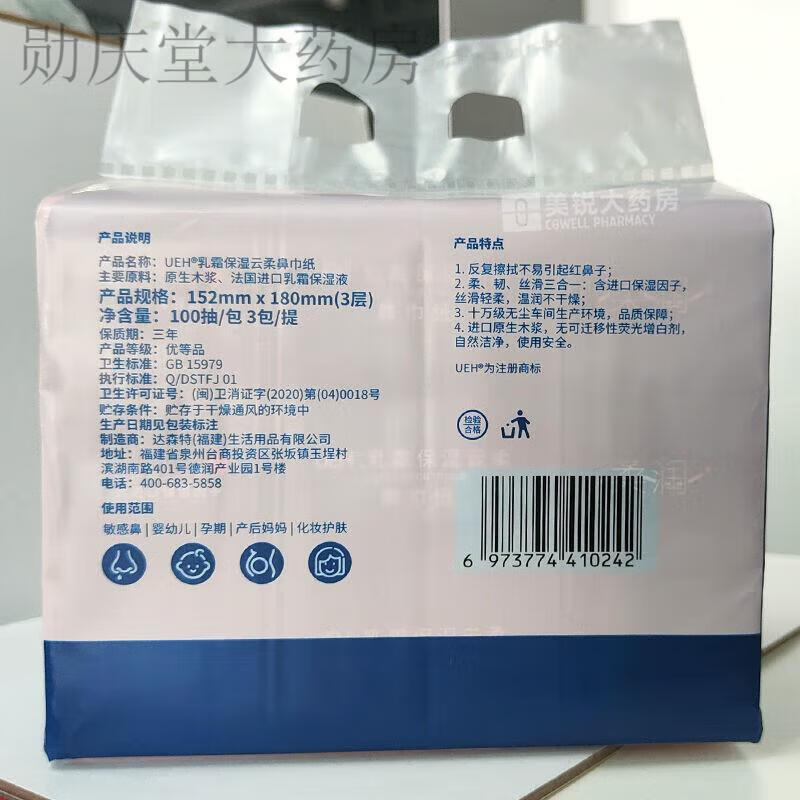 勋庆堂大药房
美锐大药房
COWELL PHARMACY
产品说明
产品名称：UEH®乳霜保湿云柔鼻巾纸
主要原料：原生木浆、法国进口乳霜保湿液
产品规格：152mm x 180mm(3层)
净含量：100抽/包 3包/提
保质期：三年
产品等级：优等品
卫生标准：GB 15979
执行标准：Q/DSTFJ 01
卫生许可证号：(闽)卫消证字(2020)第(04)0018号
贮存条件：贮存于干燥通风的环境中
生产日期见包装标注
制造商：达森特(福建)生活用品有限公司
地址：福建省泉州台商投资区张坂镇玉埕村
滨湖南路401号德润产业园1号楼
电话：400-683-5858
使用范围
敏感鼻|婴幼儿|孕期|产后妈妈|化妆护肤
产品特点
1. 反复擦拭不易引起红鼻子；
2. 柔、韧、丝滑三合一：含进口保湿因子，
丝滑轻柔，温润不干燥；
3. 十万级无尘车间生产环境，品质保障；
4. 进口原生木浆，无可迁移性荧光增白剂，
自然洁净，使用安全。
UEH®为注册商标
检验
合格
6 973774 410242